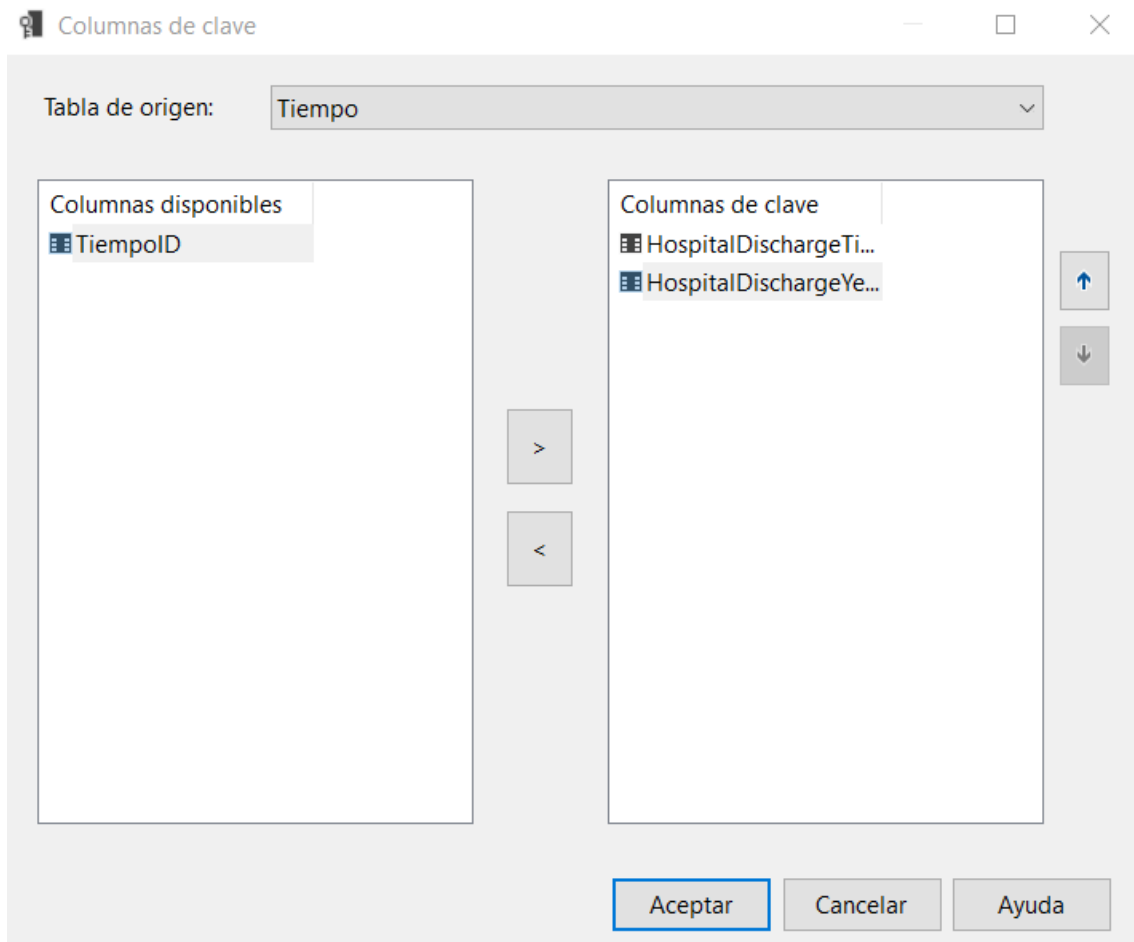 Columnas de clave
Tabla de origen: Tiempo
Columnas disponibles
TiempoID
Columnas de clave
HospitalDischargeTi...
HospitalDischargeYe...
>
<
Aceptar Cancelar Ayuda